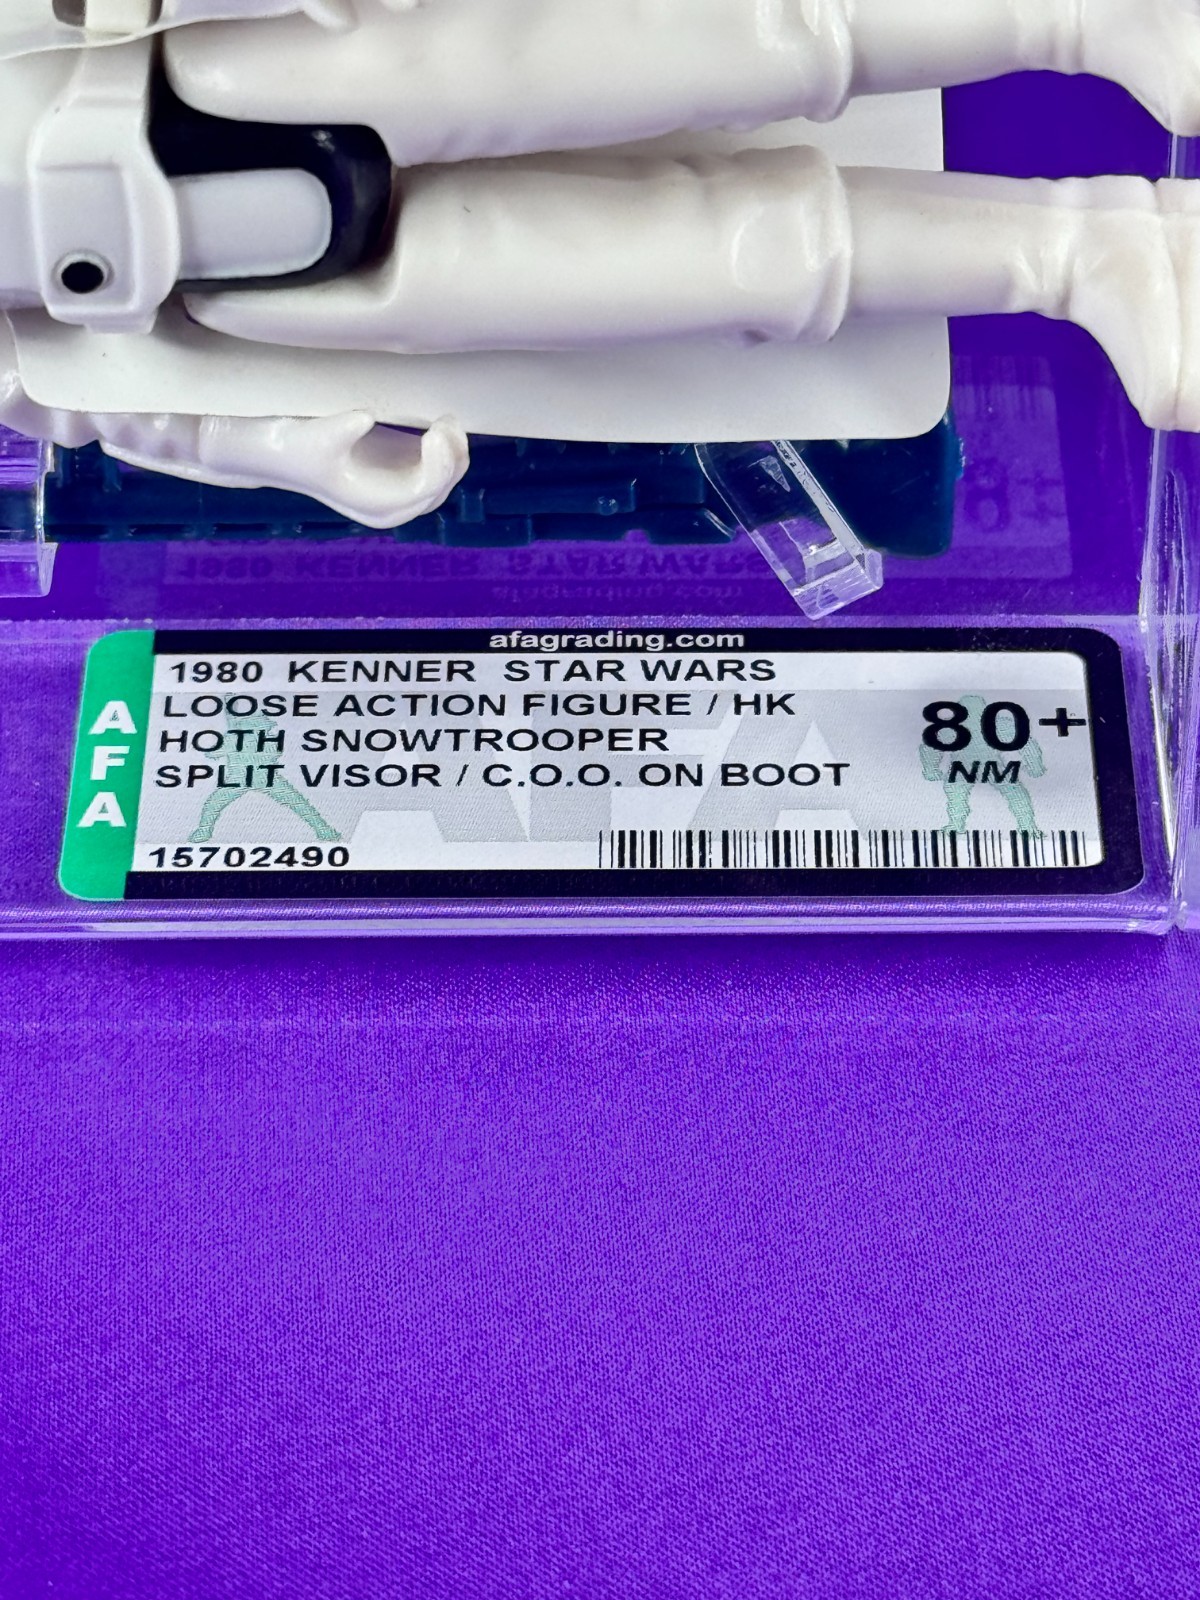 afagrading.com
AFA
1980 KENNER STAR WARS
LOOSE ACTION FIGURE / HK
HOTH SNOWTROOPER
SPLIT VISOR / C.O.O. ON BOOT
80+
NM
15702490